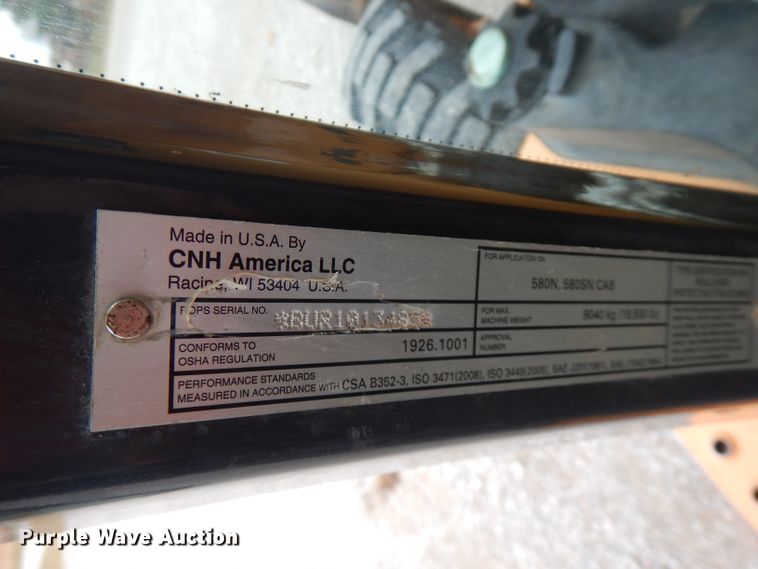 Made in U.S.A. By
CNH America LLC
Racine, WI 53404 U.S.A.
ROPS SERIAL NO.
CONFORMS TO
OSHA REGULATION
1926.1001
PERFORMANCE STANDARDS
MEASURED IN ACCORDANCE WITH CSA B352-3, ISO 3471(2008), ISO 3449(2005), SAE
FOR APPLICATION ON
580N, 580SN CAB
FOR MAX.
MACHINE WEIGHT
9040 kg
APPROVAL
NUMBER
Purple Wave Auction